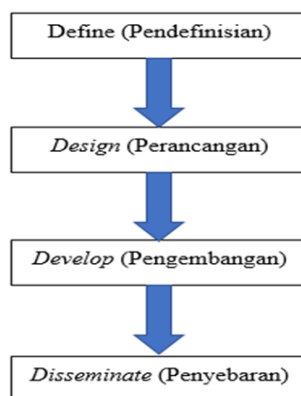 Define (Pendefinisian)
Design (Perancangan)
Develop (Pengembangan)
Disseminate (Penyebaran)